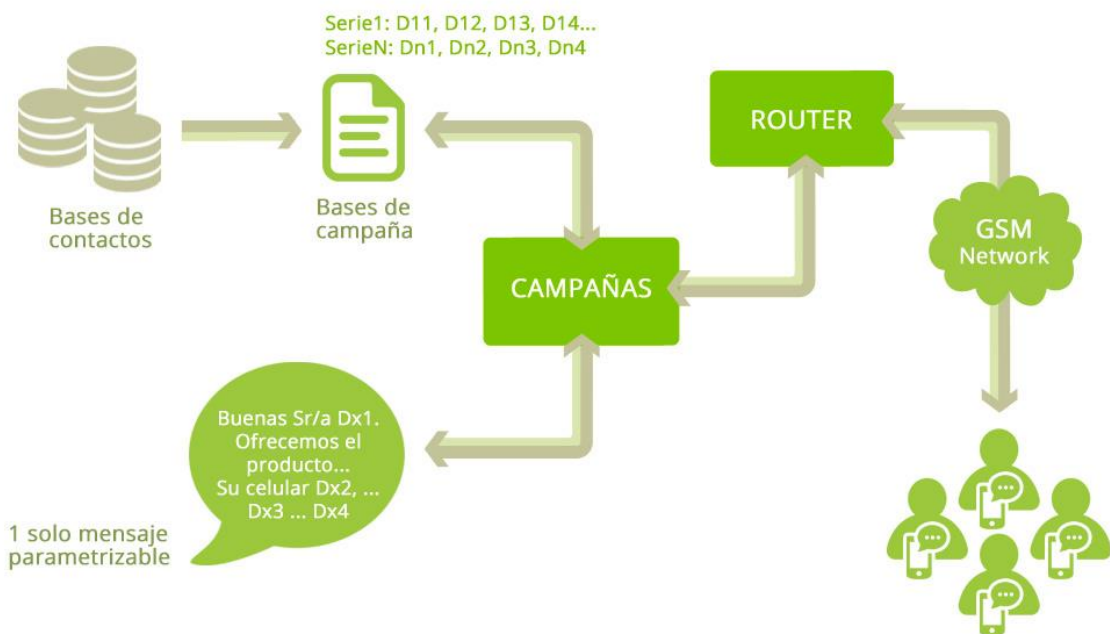 Serie1: D11, D12, D13, D14...
SerieN: Dn1, Dn2, Dn3, Dn4
Bases de
contactos
Bases de
campaña
ROUTER
GSM
Network
CAMPAÑAS
Buenas Sr/a Dx1.
Ofrecemos el
producto...
Su celular Dx2, ...
Dx3 ... Dx4
1 solo mensaje
parametrizable